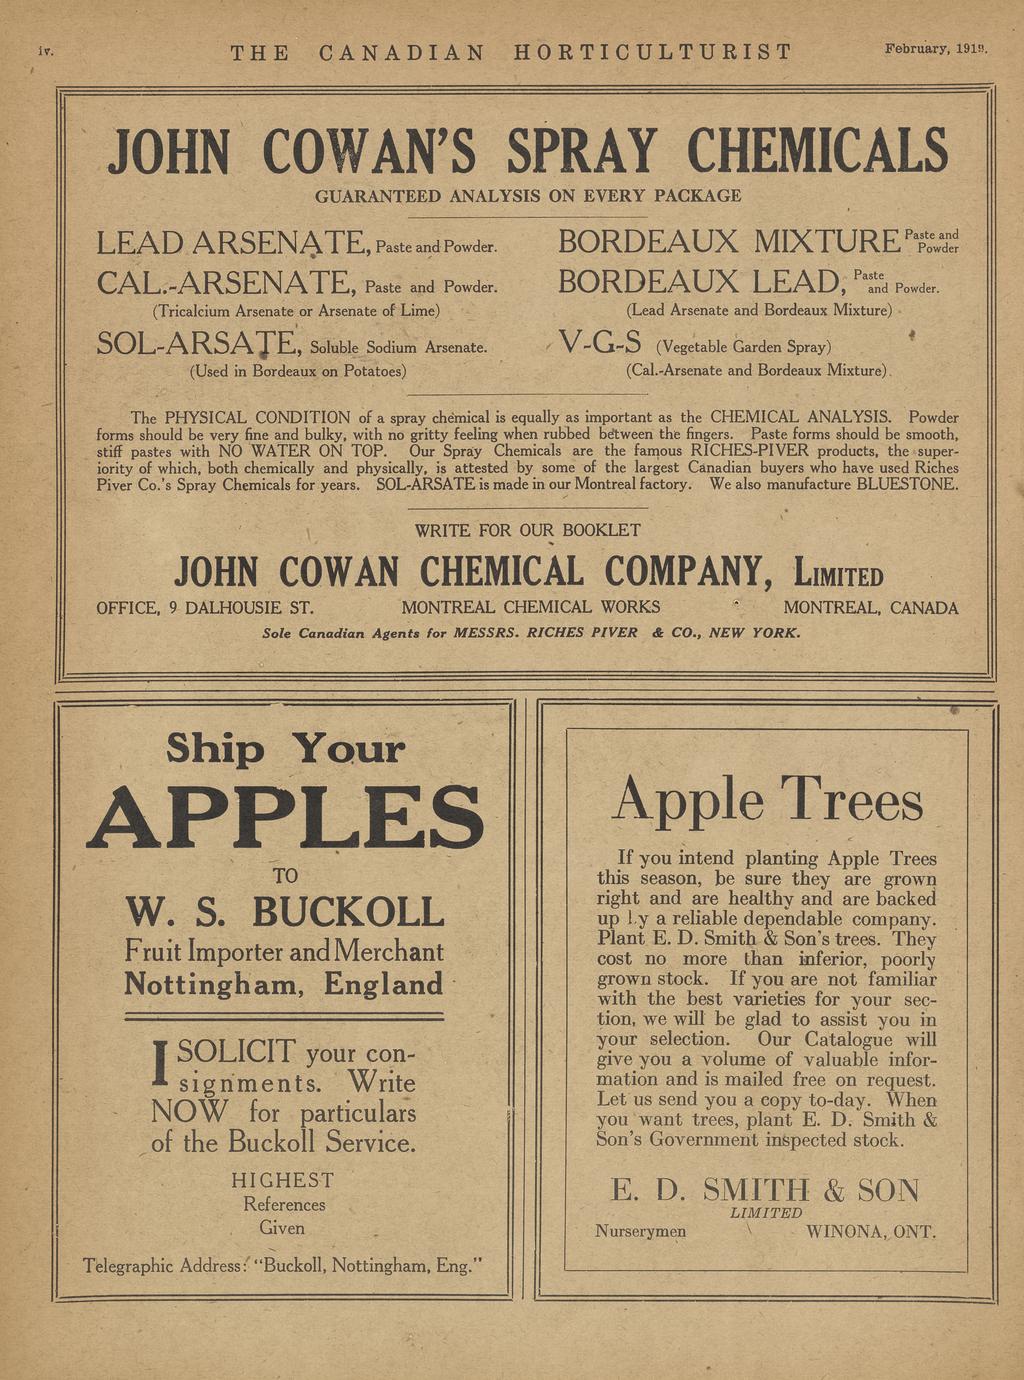 iv.
THE CANADIAN HORTICULTURIST
February, 1919.
JOHN COWAN'S SPRAY CHEMICALS
GUARANTEED ANALYSIS ON EVERY PACKAGE
LEAD ARSENATE, Paste and Powder.
CAL.-ARSENATE, Paste and Powder.
(Tricalcium Arsenate or Arsenate of Lime)
SOL-ARSATE, Soluble Sodium Arsenate.
(Used in Bordeaux on Potatoes)
BORDEAUX MIXTURE Paste and Powder
BORDEAUX LEAD, Paste and Powder.
(Lead Arsenate and Bordeaux Mixture)
V-G-S (Vegetable Garden Spray)
(Cal.-Arsenate and Bordeaux Mixture).
The PHYSICAL CONDITION of a spray chemical is equally as important as the CHEMICAL ANALYSIS. Powder
forms should be very fine and bulky, with no gritty feeling when rubbed between the fingers. Paste forms should be smooth,
stiff pastes with NO WATER ON TOP. Our Spray Chemicals are the famous RICHES-PIVER products, the super-
iority of which, both chemically and physically, is attested by some of the largest Canadian buyers who have used Riches
Piver Co.'s Spray Chemicals for years. SOL-ARSATE is made in our Montreal factory. We also manufacture BLUESTONE.
WRITE FOR OUR BOOKLET
JOHN COWAN CHEMICAL COMPANY, LIMITED
OFFICE, 9 DALHOUSIE ST. MONTREAL CHEMICAL WORKS MONTREAL, CANADA
Sole Canadian Agents for MESSRS. RICHES PIVER & CO., NEW YORK.
Ship Your
APPLES
TO
W. S. BUCKOLL
Fruit Importer and Merchant
Nottingham, England
I SOLICIT your con-
signments. Write
NOW for particulars
of the Buckoll Service.
HIGHEST
References
Given
Telegraphic Address: "Buckoll, Nottingham, Eng."
Apple Trees
If you intend planting Apple Trees
this season, be sure they are grown
right and are healthy and are backed
up by a reliable dependable company.
Plant E. D. Smith & Son's trees. They
cost no more than inferior, poorly
grown stock. If you are not familiar
with the best varieties for your sec-
tion, we will be glad to assist you in
your selection. Our Catalogue will
give you a volume of valuable infor-
mation and is mailed free on request.
Let us send you a copy to-day. When
you want trees, plant E. D. Smith &
Son's Government inspected stock.
E. D. SMITH & SON
LIMITED
Nurserymen WINONA, ONT.